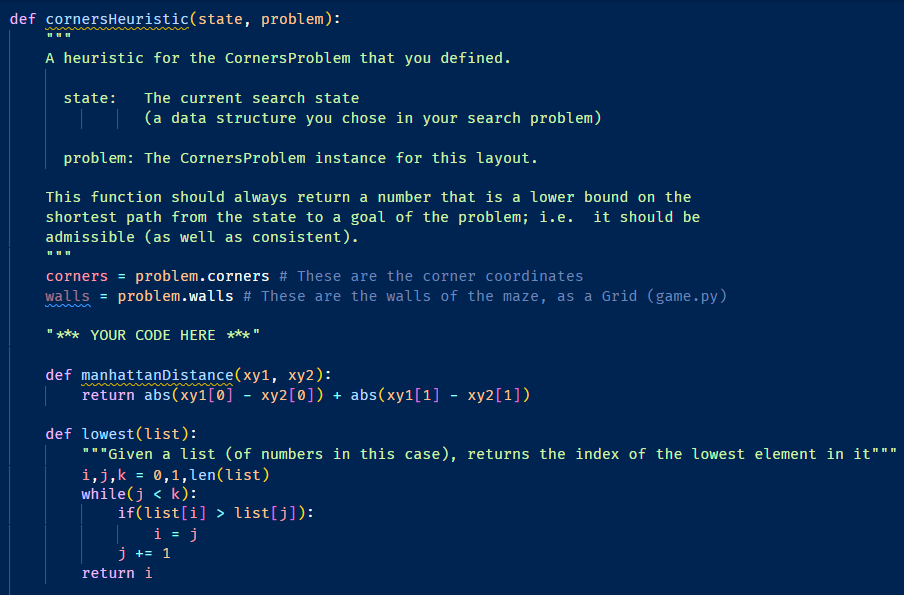 def cornersHeuristic(state, problem):
    """
    A heuristic for the CornersProblem that you defined.

      state:   The current search state
               (a data structure you chose in your search problem)

      problem: The CornersProblem instance for this layout.

    This function should always return a number that is a lower bound on the
    shortest path from the state to a goal of the problem; i.e.  it should be
    admissible (as well as consistent).
    """
    corners = problem.corners # These are the corner coordinates
    walls = problem.walls # These are the walls of the maze, as a Grid (game.py)

    "*** YOUR CODE HERE ***"

    def manhattanDistance(xy1, xy2):
        return abs(xy1[0] - xy2[0]) + abs(xy1[1] - xy2[1])

    def lowest(list):
        """Given a list (of numbers in this case), returns the index of the lowest element in it"""
        i,j,k = 0,1,len(list)
        while(j < k):
            if(list[i] > list[j]):
                i = j
            j += 1
        return i